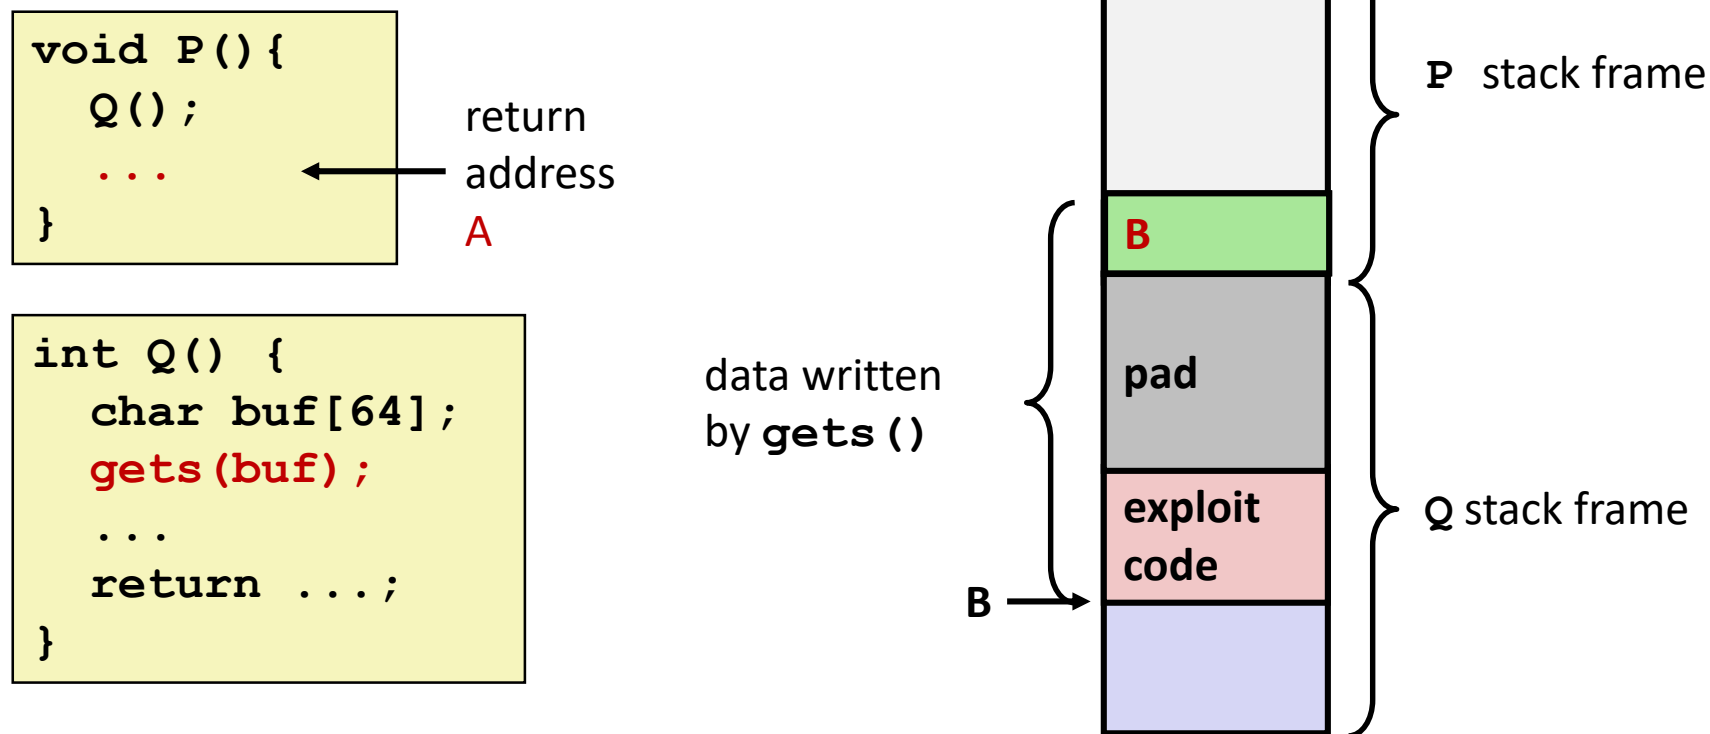 void P(){
  Q();
  ...
}
return
address
A
int Q() {
  char buf[64];
  gets(buf);
  ...
  return ...;
}
data written
by gets()
B
B
pad
exploit
code
P stack frame
Q stack frame